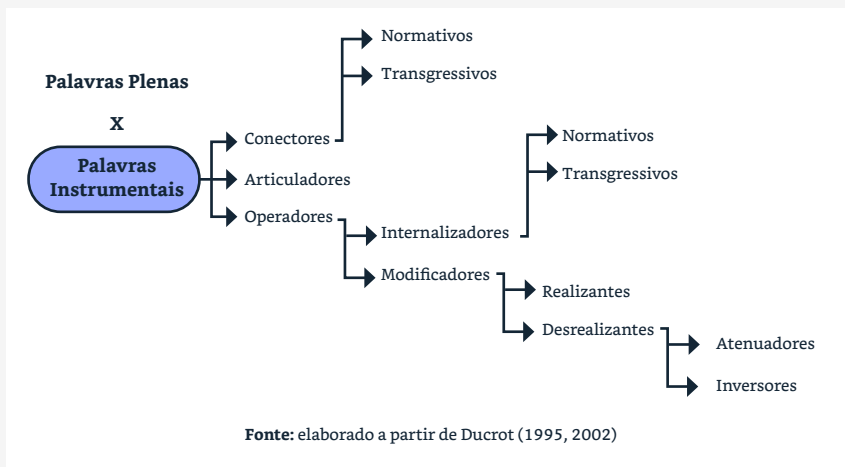 Normativos
Palavras Plenas
Transgressivos
X
Conectores
Normativos
Palavras
Instrumentais
Articuladores
Transgressivos
Operadores
Internalizadores
Modificadores
Realizantes
Desrealizantes
Atenuadores
Inversores
Fonte: elaborado a partir de Ducrot (1995, 2002)